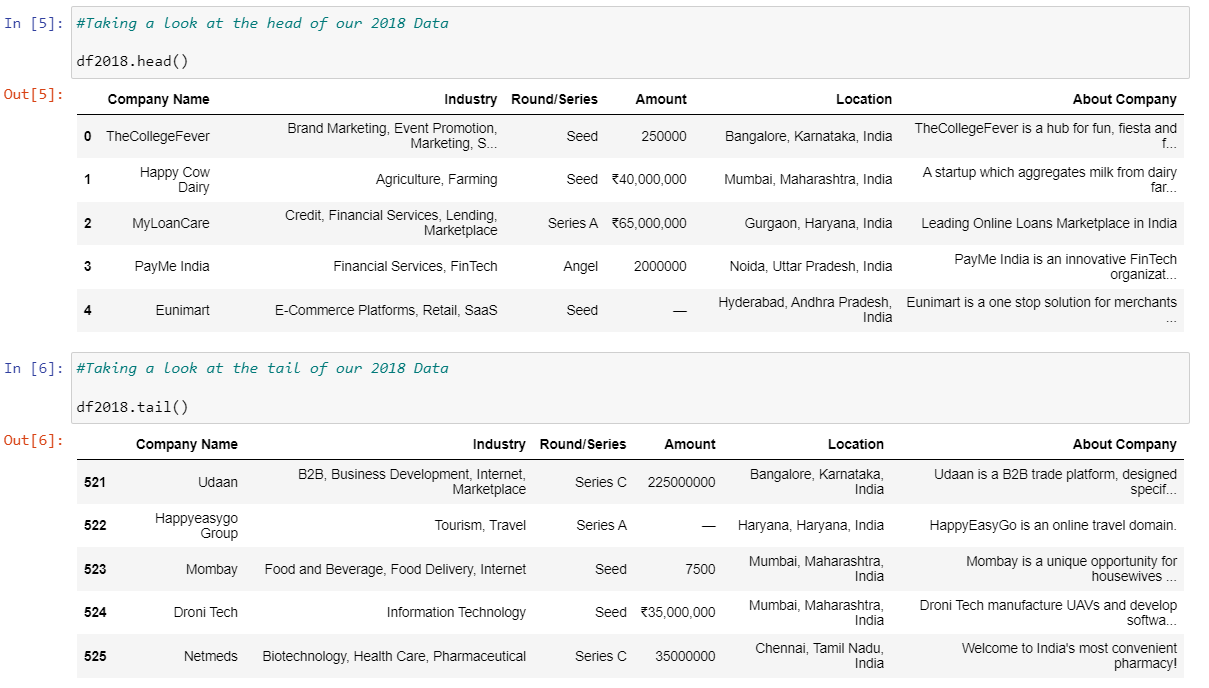 In [5]: #Taking a look at the head of our 2018 Data
df2018.head()
Out[5]:
Company Name Industry Round/Series Amount Location About Company
0 TheCollegeFever Brand Marketing, Event Promotion, Marketing, S... Seed 250000 Bangalore, Karnataka, India TheCollegeFever is a hub for fun, fiesta and f...
1 Happy Cow Dairy Agriculture, Farming Seed ₹40,000,000 Mumbai, Maharashtra, India A startup which aggregates milk from dairy far...
2 MyLoanCare Credit, Financial Services, Lending, Marketplace Series A ₹65,000,000 Gurgaon, Haryana, India Leading Online Loans Marketplace in India
3 PayMe India Financial Services, FinTech Angel 2000000 Noida, Uttar Pradesh, India PayMe India is an innovative FinTech organizat...
4 Eunimart E-Commerce Platforms, Retail, SaaS Seed — Hyderabad, Andhra Pradesh, India Eunimart is a one stop solution for merchants ...
In [6]: #Taking a look at the tail of our 2018 Data
df2018.tail()
Out[6]:
Company Name Industry Round/Series Amount Location About Company
521 Udaan B2B, Business Development, Internet, Marketplace Series C 225000000 Bangalore, Karnataka, India Udaan is a B2B trade platform, designed specif...
522 Happyeasygo Group Tourism, Travel Series A — Haryana, Haryana, India HappyEasyGo is an online travel domain.
523 Mombay Food and Beverage, Food Delivery, Internet Seed 7500 Mumbai, Maharashtra, India Mombay is a unique opportunity for housewives ...
524 Droni Tech Information Technology Seed ₹35,000,000 Mumbai, Maharashtra, India Droni Tech manufacture UAVs and develop softwa...
525 Netmeds Biotechnology, Health Care, Pharmaceutical Series C 35000000 Chennai, Tamil Nadu, India Welcome to India's most convenient pharmacy!